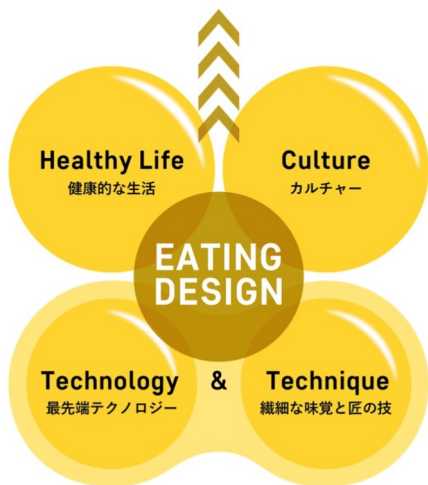 Healthy Life
健康的な生活
Culture
カルチャー
EATING
DESIGN
Technology
最先端テクノロジー
&
Technique
繊細な味覚と匠の技